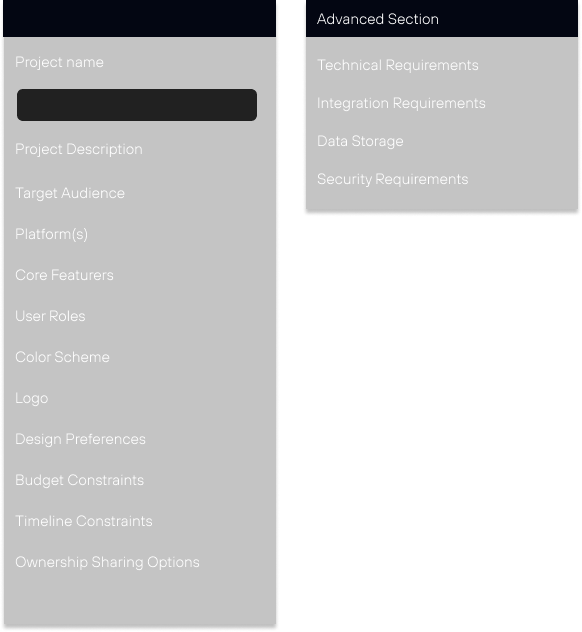 Project name
Project Description
Target Audience
Platform(s)
Core Featurers
User Roles
Color Scheme
Logo
Design Preferences
Budget Constraints
Timeline Constraints
Ownership Sharing Options
Advanced Section
Technical Requirements
Integration Requirements
Data Storage
Security Requirements